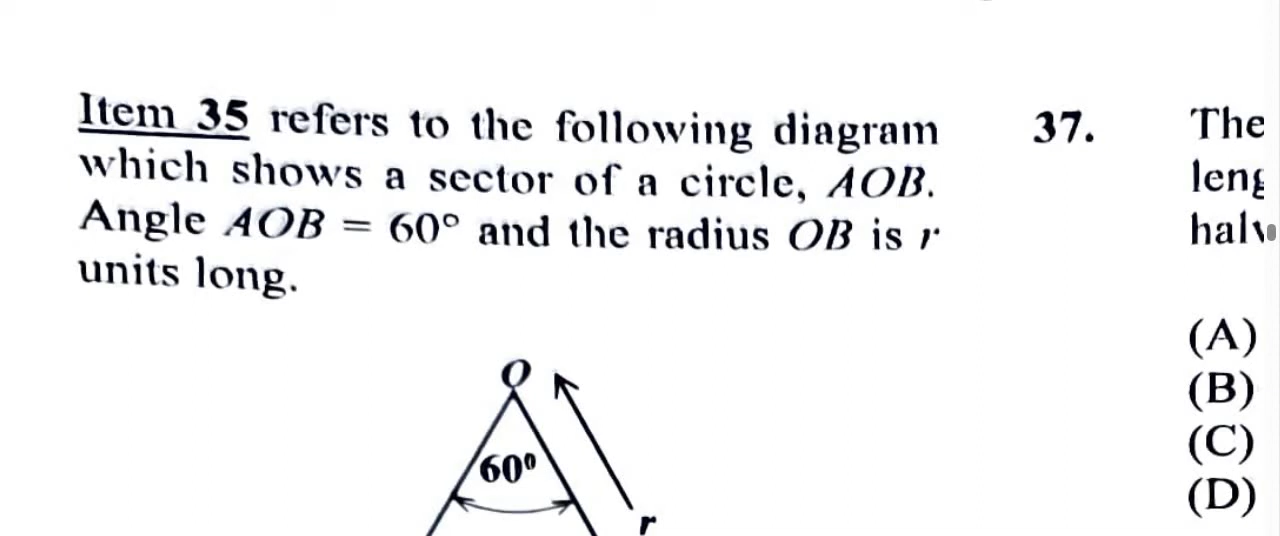 Item 35 refers to the following diagram
which shows a sector of a circle, AOB.
Angle AOB = 60° and the radius OB is r
units long.
O
60°
r
37.
The
(A)
(B)
(C)
(D)